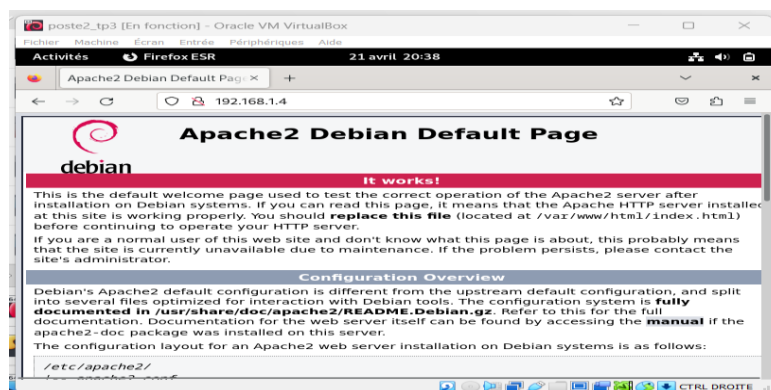 poste2_tp3 [En fonction] - Oracle VM VirtualBox
Fichier Machine Écran Entrée Périphériques Aide
Activités Firefox ESR 21 avril 20:38
Apache2 Debian Default Pag
192.168.1.4
Apache2 Debian Default Page
debian
It works!
This is the default welcome page used to test the correct operation of the Apache2 server after
installation on Debian systems. If you can read this page, it means that the Apache HTTP server installed
at this site is working properly. You should replace this file (located at /var/www/html/index.html)
before continuing to operate your HTTP server.
If you are a normal user of this web site and don't know what this page is about, this probably means
that the site is currently unavailable due to maintenance. If the problem persists, please contact the
site's administrator.
Configuration Overview
Debian's Apache2 default configuration is different from the upstream default configuration, and split
into several files optimized for interaction with Debian tools. The configuration system is fully
documented in /usr/share/doc/apache2/README.Debian.gz. Refer to this for the full
documentation. Documentation for the web server itself can be found by accessing the manual if the
apache2-doc package was installed on this server.
The configuration layout for an Apache2 web server installation on Debian systems is as follows:
/etc/apache2/
|-- apache2.conf
CTRL DROITE